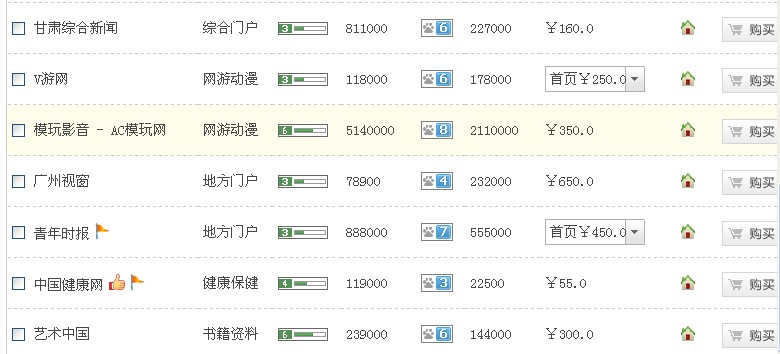 甘肃综合新闻 综合门户 3 811000 6 227000 ￥160.0 购买
V游网 网游动漫 3 118000 6 178000 首页￥250.0 购买
模玩影音 - AC模玩网 网游动漫 6 5140000 8 2110000 ￥350.0 购买
广州视窗 地方门户 3 78900 4 232000 ￥650.0 购买
青年时报 地方门户 3 888000 7 555000 首页￥450.0 购买
中国健康网 健康保健 4 119000 3 22500 ￥55.0 购买
艺术中国 书籍资料 6 239000 6 144000 ￥300.0 购买